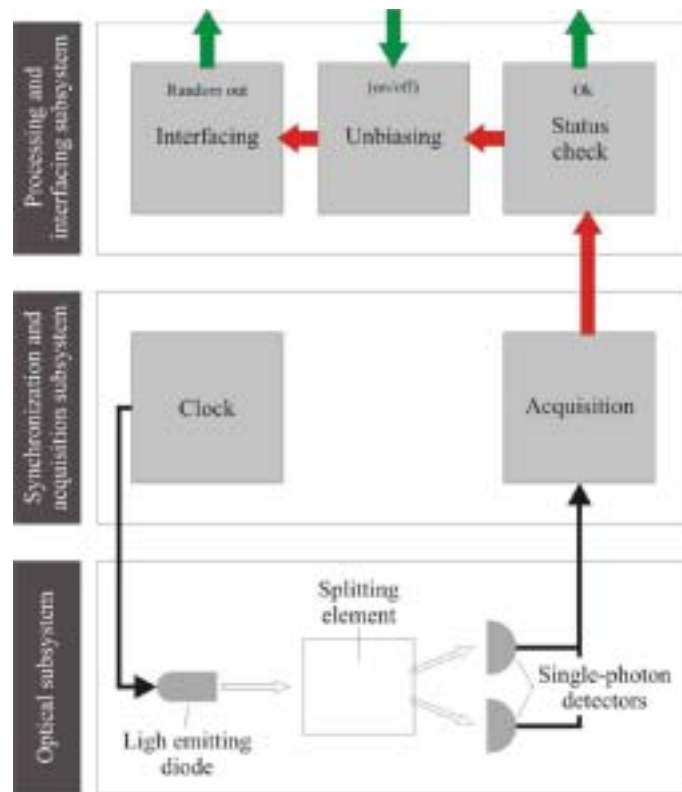 Processing and
interfacing subsystem
Random out
Interfacing
(on/off)
Unbiasing
Ok
Status
check
Synchronization and
acquisition subsystem
Clock
Acquisition
Optical subsystem
Splitting
element
Ligh emitting
diode
Single-photon
detectors